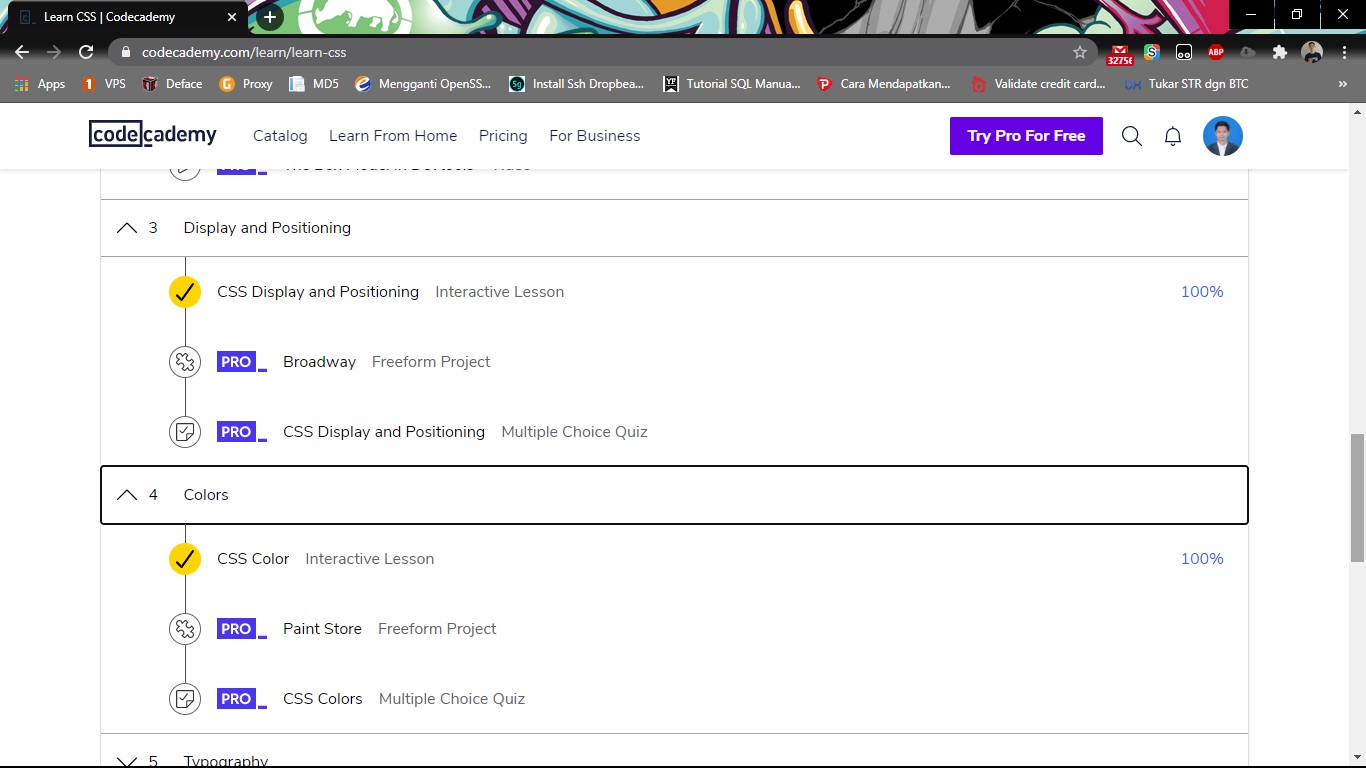 Learn CSS | Codecademy
codecademy.com/learn/learn-css
32756
ABP
Apps
VPS
Deface
Proxy
MD5
Mengganti OpenSS...
Install Ssh Dropbea...
Tutorial SQL Manua...
Cara Mendapatkan...
Validate credit card...
Tukar STR dgn BTC
codecademy
Catalog
Learn From Home
Pricing
For Business
Try Pro For Free
3 Display and Positioning
CSS Display and Positioning Interactive Lesson 100%
PRO Broadway Freeform Project
PRO CSS Display and Positioning Multiple Choice Quiz
4 Colors
CSS Color Interactive Lesson 100%
PRO Paint Store Freeform Project
PRO CSS Colors Multiple Choice Quiz
5 Typography